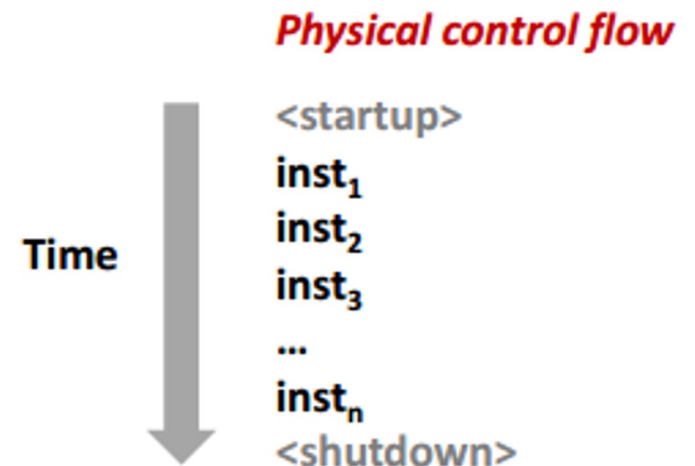 Physical control flow
<startup>
inst₁
inst₂
Time
inst₃
...
instₙ
<shutdown>